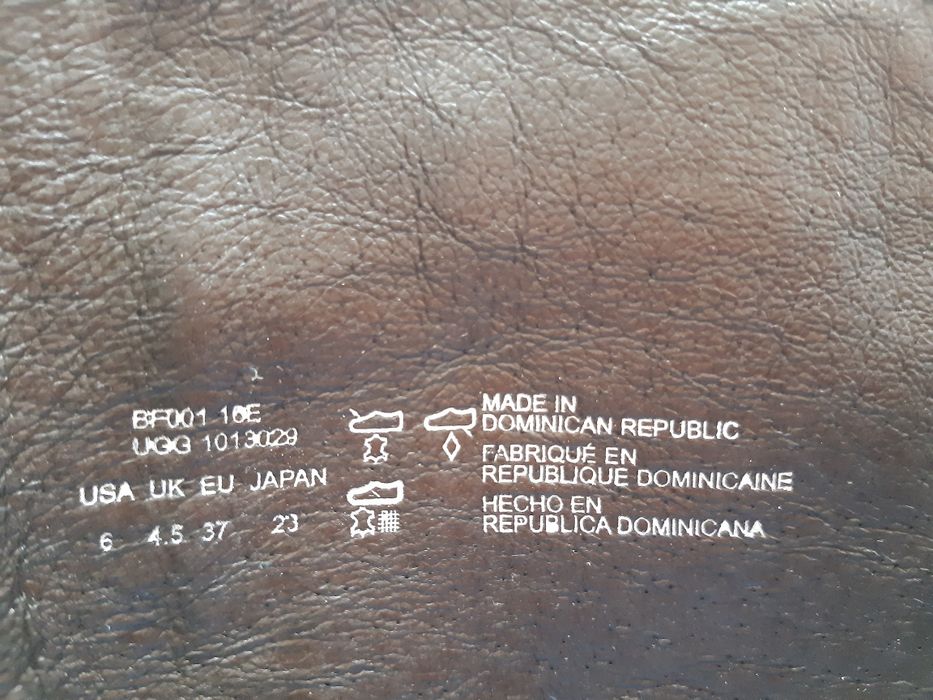 BF001 16E
UGG 1013029
USA UK EU JAPAN
6 4.5 37 23
MADE IN
DOMINICAN REPUBLIC
FABRIQUÉ EN
REPUBLIQUE DOMINICAINE
HECHO EN
REPUBLICA DOMINICANA